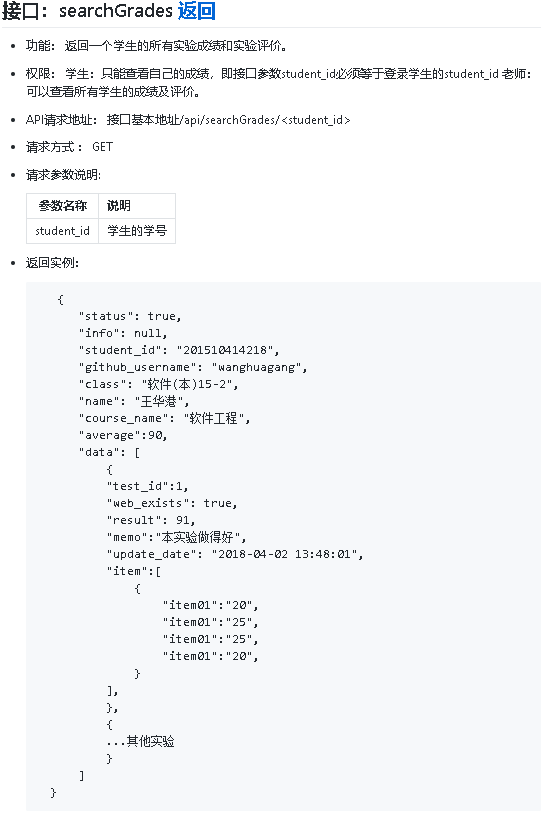 接口：searchGrades 返回
• 功能： 返回一个学生的所有实验成绩和实验评价。
• 权限： 学生：只能查看自己的成绩，即接口参数student_id必须等于登录学生的student_id 老师：
可以查看所有学生的成绩及评价。
• API请求地址： 接口基本地址/api/searchGrades/<student_id>
• 请求方式 ： GET
• 请求参数说明:
参数名称 说明
student_id 学生的学号
• 返回实例：
{
"status": true,
"info": null,
"student_id": "201510414218",
"github_username": "wanghuagang",
"class": "软件(本)15-2",
"name": "王华港",
"course_name": "软件工程",
"average":90,
"data": [
{
"test_id":1,
"web_exists": true,
"result": 91,
"memo":"本实验做得好",
"update_date": "2018-04-02 13:48:01",
"item":[
{
"item01":"20",
"item01":"25",
"item01":"25",
"item01":"20",
}
],
},
{
...其他实验
}
]
}